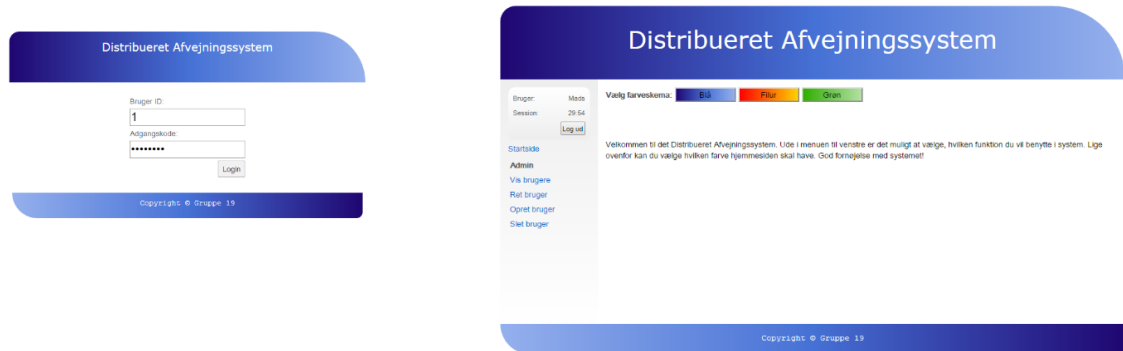 Distribueret Afvejningssystem
Bruger ID:
1
Adgangskode:
••••••••
Login
Copyright © Gruppe 19
Distribueret Afvejningssystem
Bruger: Mads
Session: 29:54
Log ud
Startside
Admin
Vis brugere
Ret bruger
Opret bruger
Slet bruger
Vælg farveskema: Blå Filur Grøn
Velkommen til det Distribueret Afvejningssystem. Ude i menuen til venstre er det muligt at vælge, hvilken funktion du vil benytte i system. Lige
ovenfor kan du vælge hvilken farve hjemmesiden skal have. God fornøjelse med systemet!
Copyright © Gruppe 19